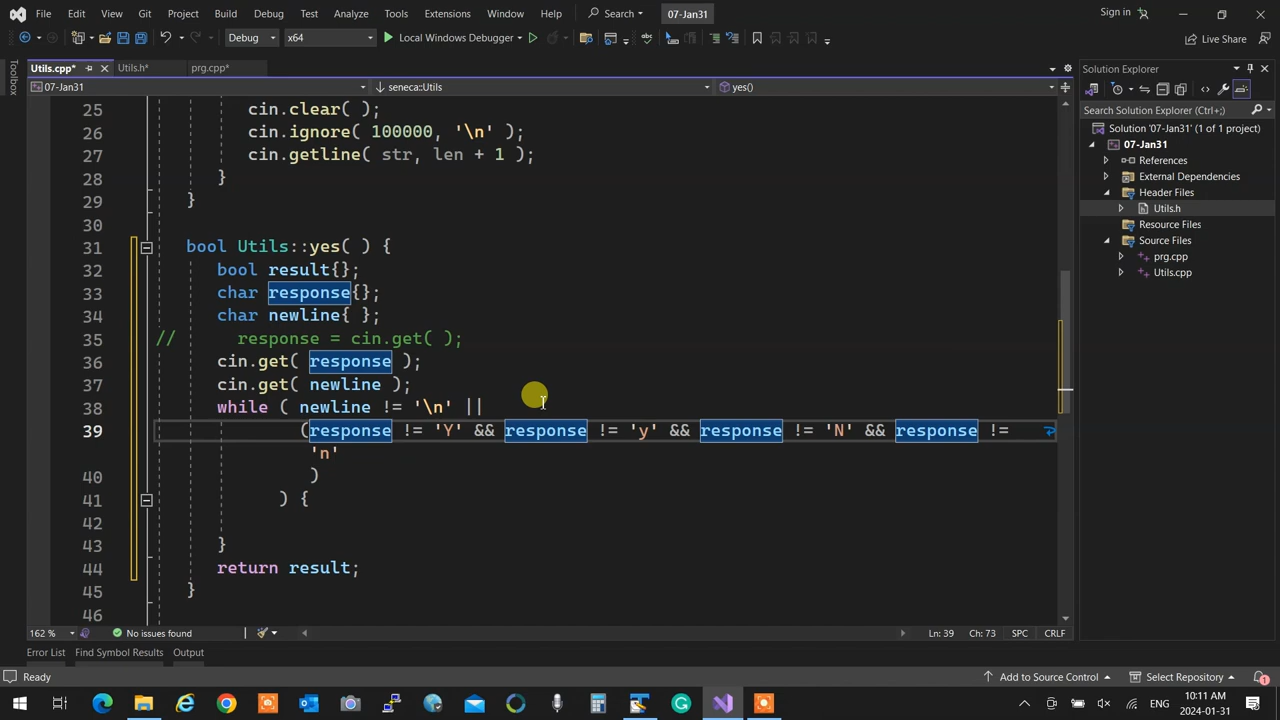 File Edit View Git Project Build Debug Test Analyze Tools Extensions Window Help Search 07-Jan31 Sign in
Debug x64 Local Windows Debugger Live Share
Toolbox
Utils.cpp* Utils.h* prg.cpp*
07-Jan31 seneca::Utils yes()
25 cin.clear( );
26 cin.ignore( 100000, '\n' );
27 cin.getline( str, len + 1 );
28 }
29 }
30
31 bool Utils::yes( ) {
32 bool result{};
33 char response{};
34 char newline{ };
35 // response = cin.get( );
36 cin.get( response );
37 cin.get( newline );
38 while ( newline != '\n' ||
39 (response != 'Y' && response != 'y' && response != 'N' && response !=
'n'
40 )
41 ) {
42
43 }
44 return result;
45 }
46
162 % No issues found Ln: 39 Ch: 73 SPC CRLF
Error List Find Symbol Results Output
Ready Add to Source Control Select Repository 1
Solution Explorer
Search Solution Explorer (Ctrl+;)
Solution '07-Jan31' (1 of 1 project)
07-Jan31
References
External Dependencies
Header Files
Utils.h
Resource Files
Source Files
prg.cpp
Utils.cpp
ENG 10:11 AM 2024-01-31